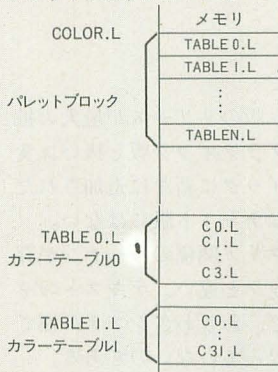 メモリ
COLOR.L
TABLE 0.L
TABLE 1.L
パレットブロック
⋮
TABLEN.L
TABLE 0.L
カラーテーブル0
C0.L
C1.L
⋮
C3.L
TABLE 1.L
カラーテーブル1
C0.L
⋮
C31.L